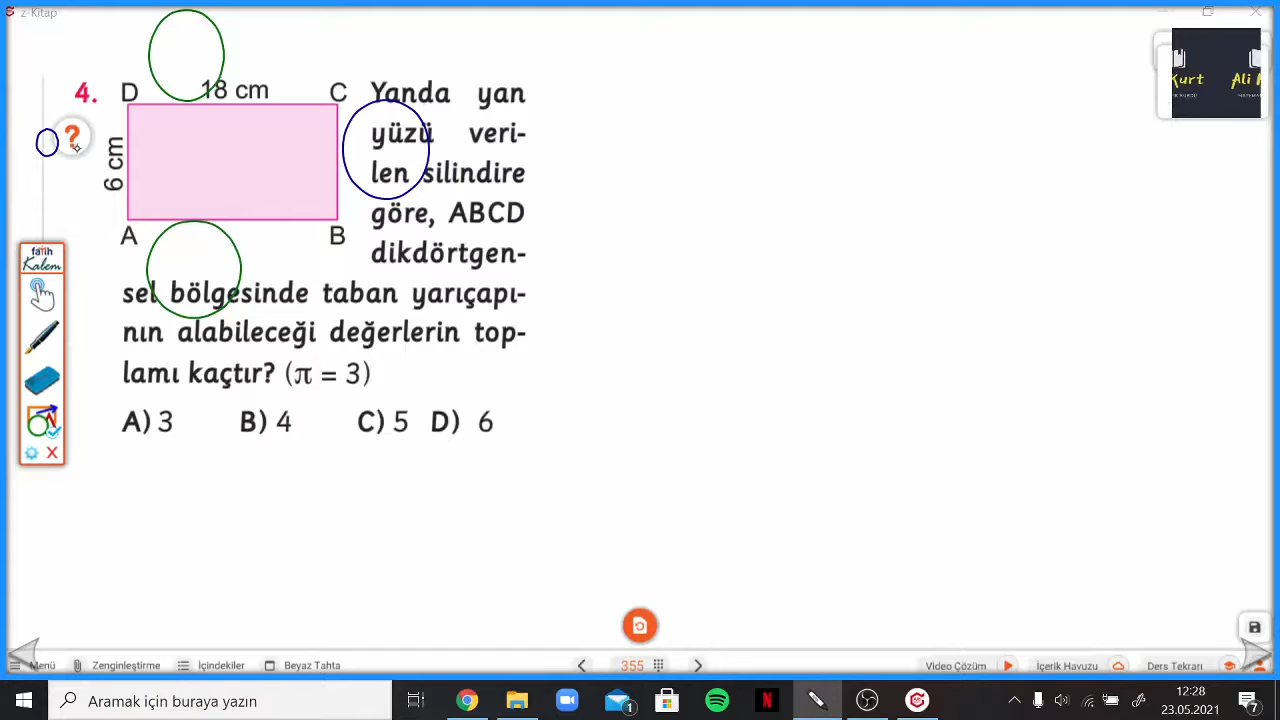 z-Kitap
Kurt
Ali
4.
D
18 cm
C
6 cm
A
B
Yanda yan
yüzü veri-
len silindire
göre, ABCD
dikdörtgen-
sel bölgesinde taban yarıçapı-
nın alabileceği değerlerin top-
lamı kaçtır? (π = 3)
A) 3 B) 4 C) 5 D) 6
?
fatih
Kalem
Menü
Zenginleştirme
İçindekiler
Beyaz Tahta
355
Video Çözüm
İçerik Havuzu
Ders Tekrarı
Aramak için buraya yazın
1
N
12:28
23.05.2021
7